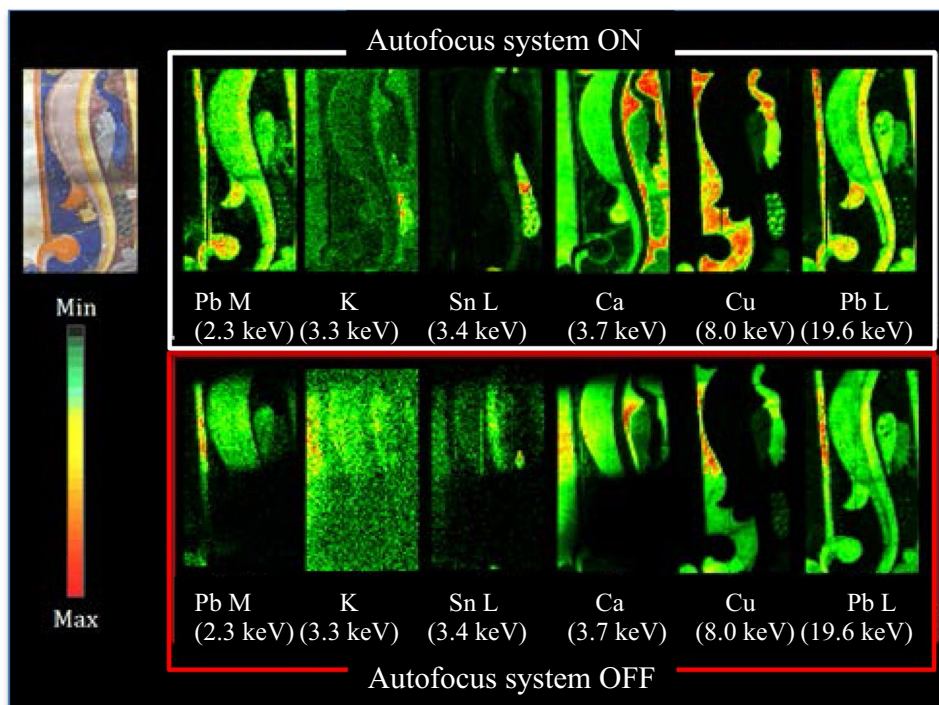 Autofocus system ON
Pb M K Sn L Ca Cu Pb L
(2.3 keV) (3.3 keV) (3.4 keV) (3.7 keV) (8.0 keV) (19.6 keV)
Min
Max
Pb M K Sn L Ca Cu Pb L
(2.3 keV) (3.3 keV) (3.4 keV) (3.7 keV) (8.0 keV) (19.6 keV)
Autofocus system OFF